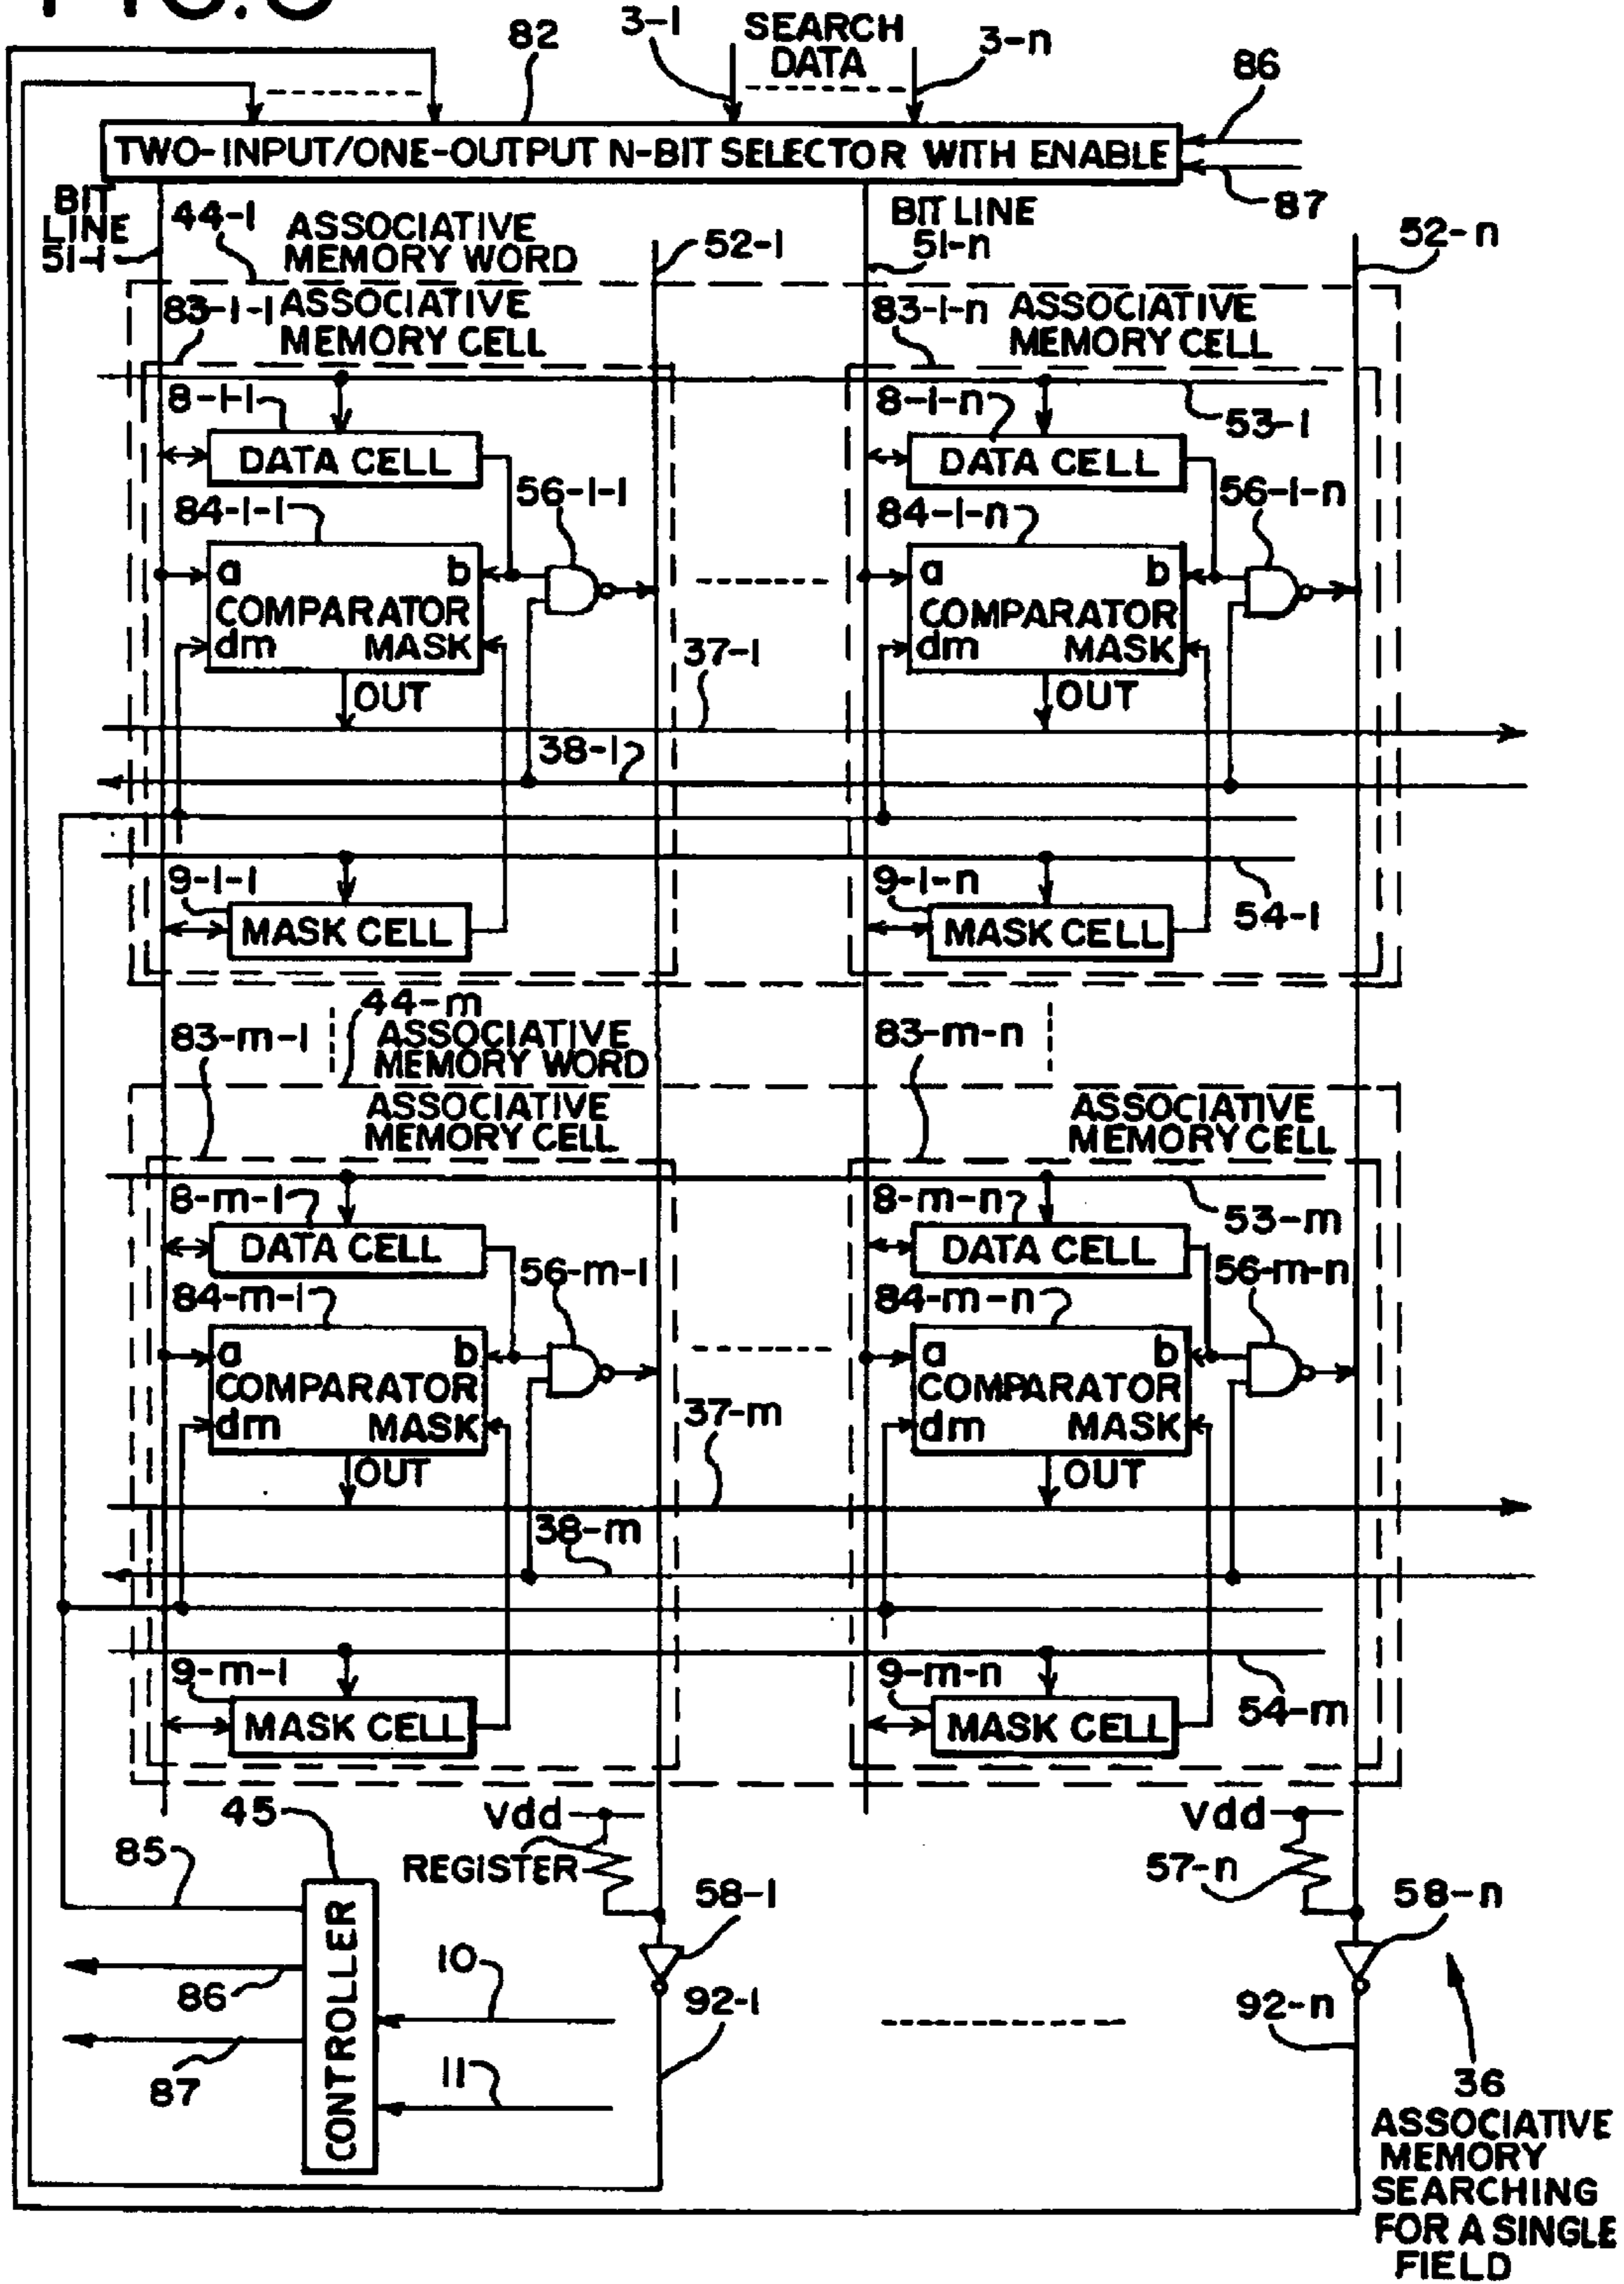 82
3-1
SEARCH
DATA
3-n
86
TWO-INPUT/ONE-OUTPUT N-BIT SELECTOR WITH ENABLE
87
BIT
LINE
51-1
44-1
ASSOCIATIVE
MEMORY WORD
52-1
BIT LINE
51-n
52-n
83-1-1
ASSOCIATIVE
MEMORY CELL
83-1-n
ASSOCIATIVE
MEMORY CELL
8-1-1
8-1-n
53-1
DATA CELL
DATA CELL
84-1-1
56-1-1
84-1-n
56-1-n
a b
COMPARATOR
dm MASK
OUT
a b
COMPARATOR
dm MASK
OUT
37-1
38-1
9-1-1
9-1-n
54-1
MASK CELL
MASK CELL
44-m
ASSOCIATIVE
MEMORY WORD
83-m-1
83-m-n
ASSOCIATIVE
MEMORY CELL
ASSOCIATIVE
MEMORY CELL
8-m-1
8-m-n
53-m
DATA CELL
DATA CELL
84-m-1
56-m-1
84-m-n
56-m-n
a b
COMPARATOR
dm MASK
OUT
a b
COMPARATOR
dm MASK
OUT
37-m
38-m
9-m-1
9-m-n
54-m
MASK CELL
MASK CELL
45
Vdd
Vdd
85
REGISTER
57-n
58-1
58-n
CONTROLLER
86
10
92-1
92-n
87
11
36
ASSOCIATIVE
MEMORY
SEARCHING
FOR A SINGLE
FIELD